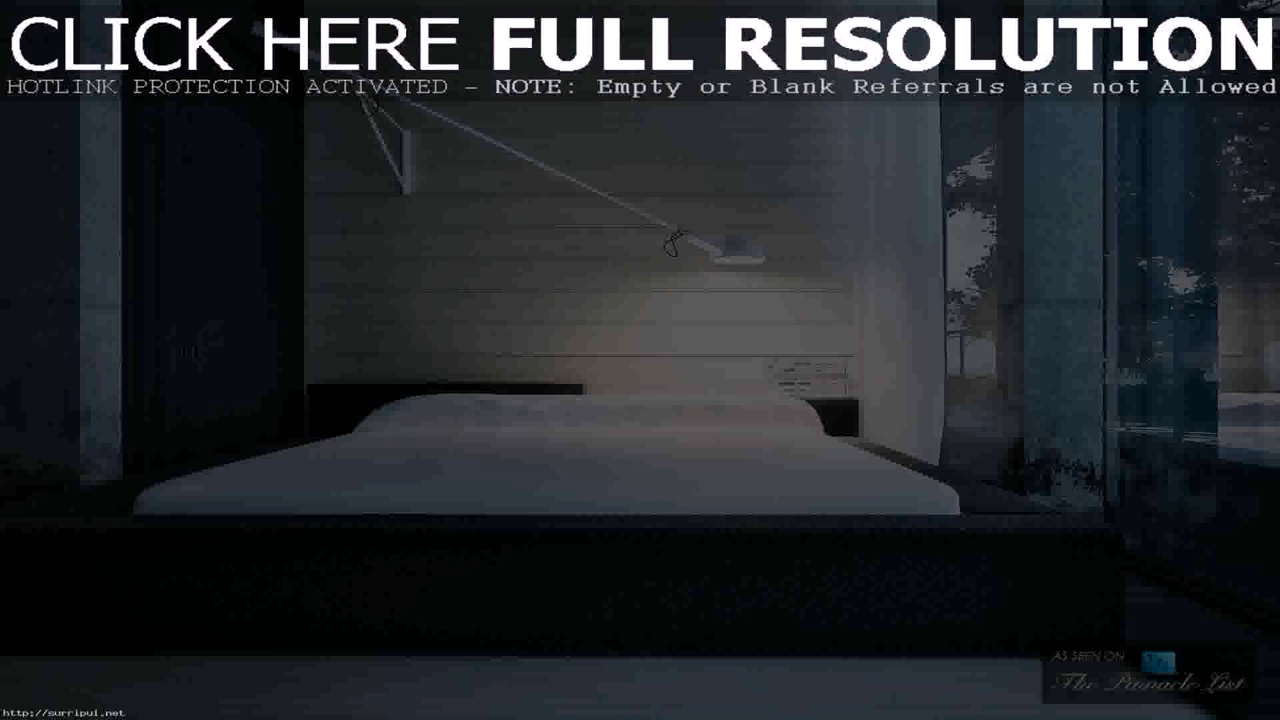 CLICK HERE FULL RESOLUTION
HOTLINK PROTECTION ACTIVATED - NOTE: Empty or Blank Referrals are not Allowed
AS SEEN ON
The Pinnacle List
http://surripui.net